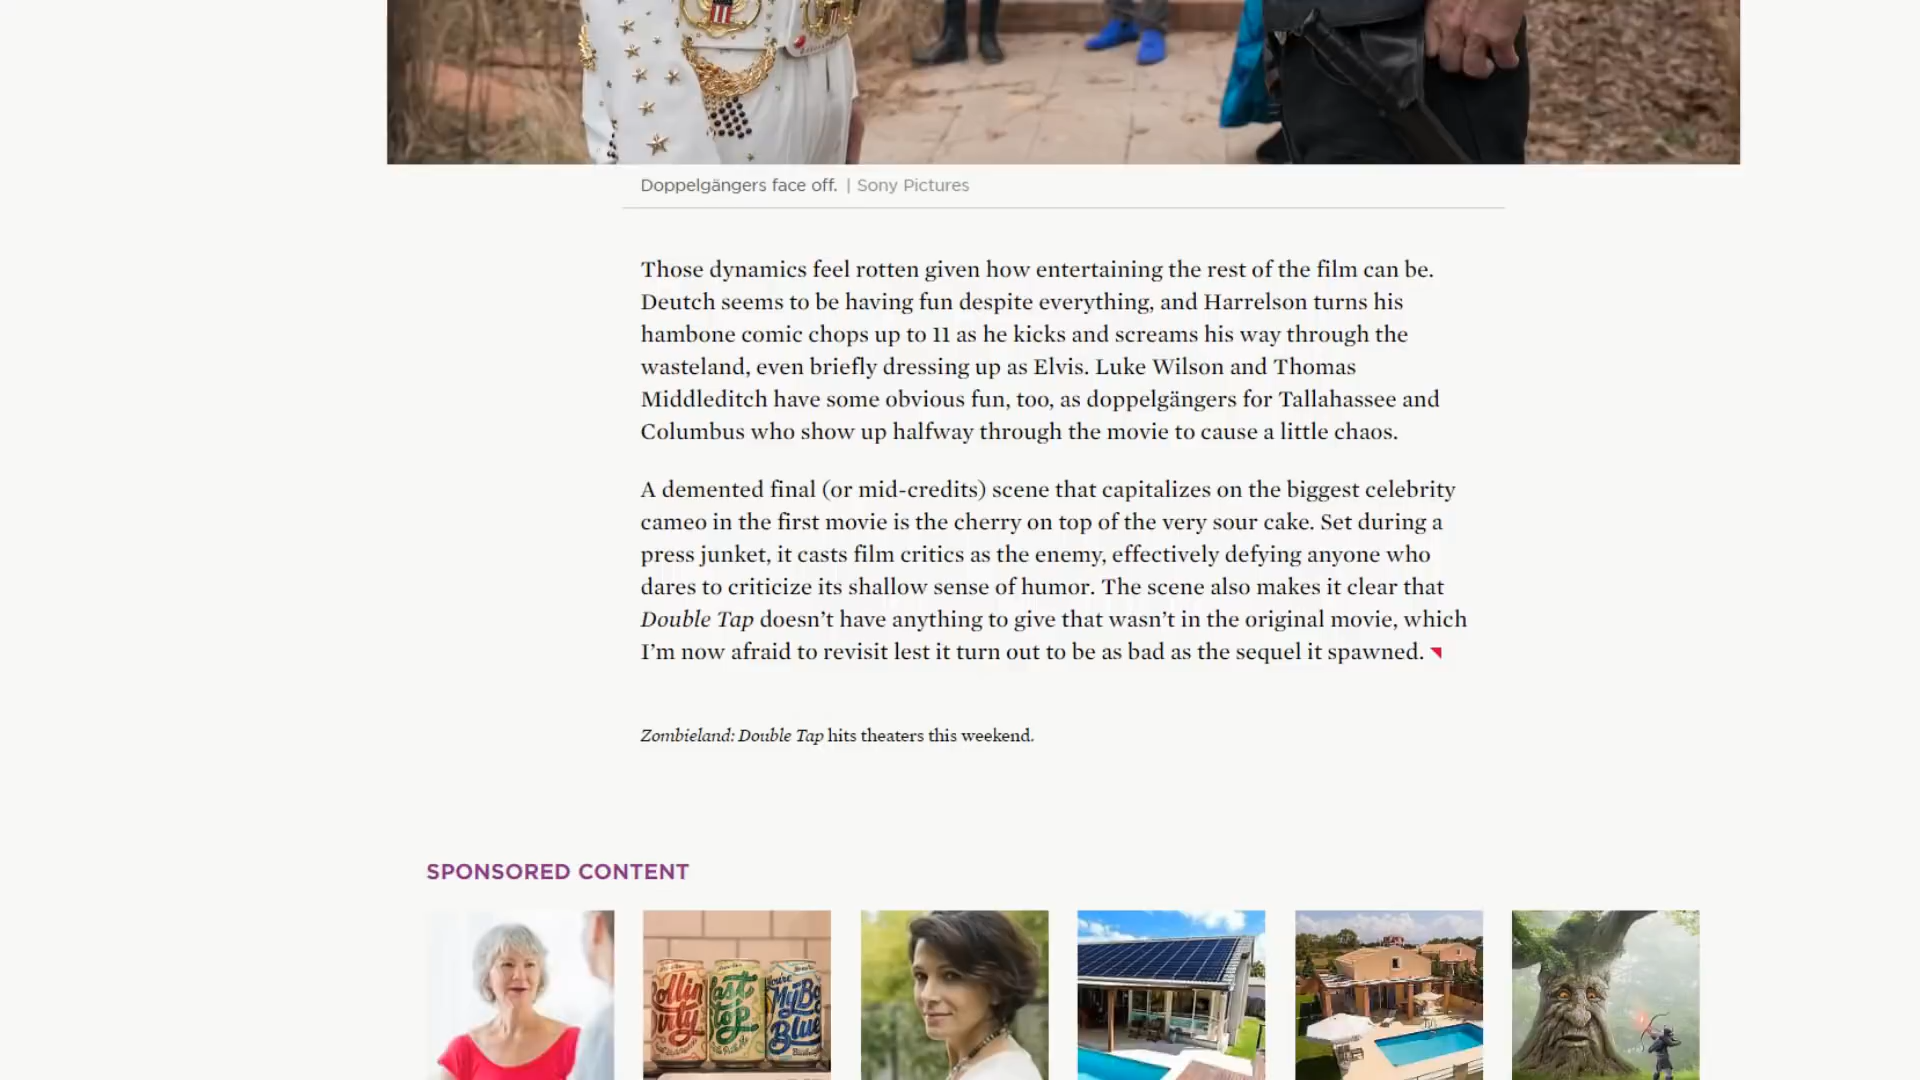 Doppelgängers face off. | Sony Pictures
Those dynamics feel rotten given how entertaining the rest of the film can be.
Deutch seems to be having fun despite everything, and Harrelson turns his
hambone comic chops up to 11 as he kicks and screams his way through the
wasteland, even briefly dressing up as Elvis. Luke Wilson and Thomas
Middleditch have some obvious fun, too, as doppelgängers for Tallahassee and
Columbus who show up halfway through the movie to cause a little chaos.
A demented final (or mid-credits) scene that capitalizes on the biggest celebrity
cameo in the first movie is the cherry on top of the very sour cake. Set during a
press junket, it casts film critics as the enemy, effectively defying anyone who
dares to criticize its shallow sense of humor. The scene also makes it clear that
Double Tap doesn’t have anything to give that wasn’t in the original movie, which
I’m now afraid to revisit lest it turn out to be as bad as the sequel it spawned.
Zombieland: Double Tap hits theaters this weekend.
SPONSORED CONTENT
My
Blue